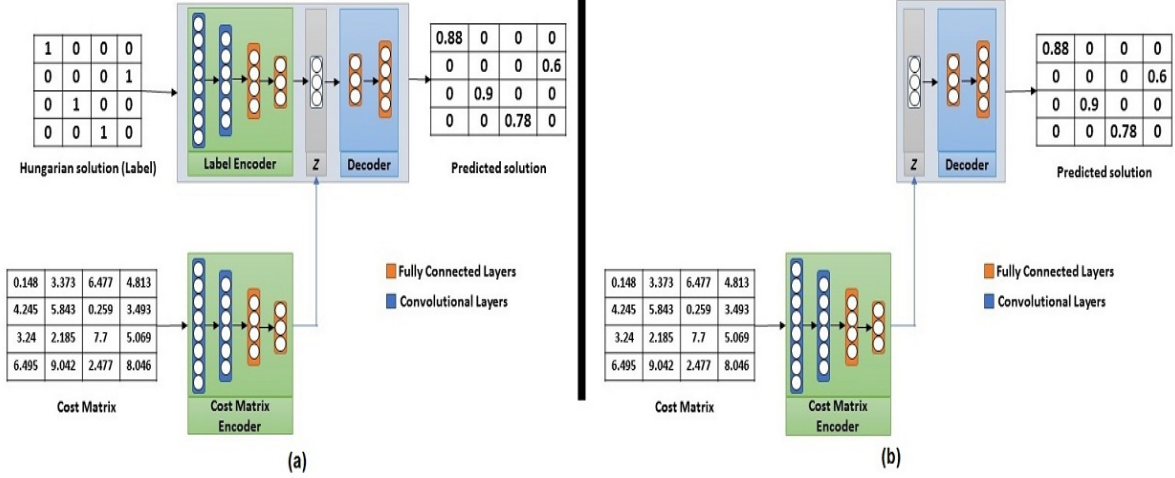 1 0 0 0
0 0 0 1
0 1 0 0
0 0 1 0
Hungarian solution (Label)
Label Encoder
Z
Decoder
0.88 0 0 0
0 0 0 0.6
0 0.9 0 0
0 0 0.78 0
Predicted solution
0.148 3.373 6.477 4.813
4.245 5.843 0.259 3.493
3.24 2.185 7.7 5.069
6.495 9.042 2.477 8.046
Cost Matrix
Cost Matrix
Encoder
Fully Connected Layers
Convolutional Layers
(a)
Z
Decoder
0.88 0 0 0
0 0 0 0.6
0 0.9 0 0
0 0 0.78 0
Predicted solution
0.148 3.373 6.477 4.813
4.245 5.843 0.259 3.493
3.24 2.185 7.7 5.069
6.495 9.042 2.477 8.046
Cost Matrix
Cost Matrix
Encoder
Fully Connected Layers
Convolutional Layers
(b)